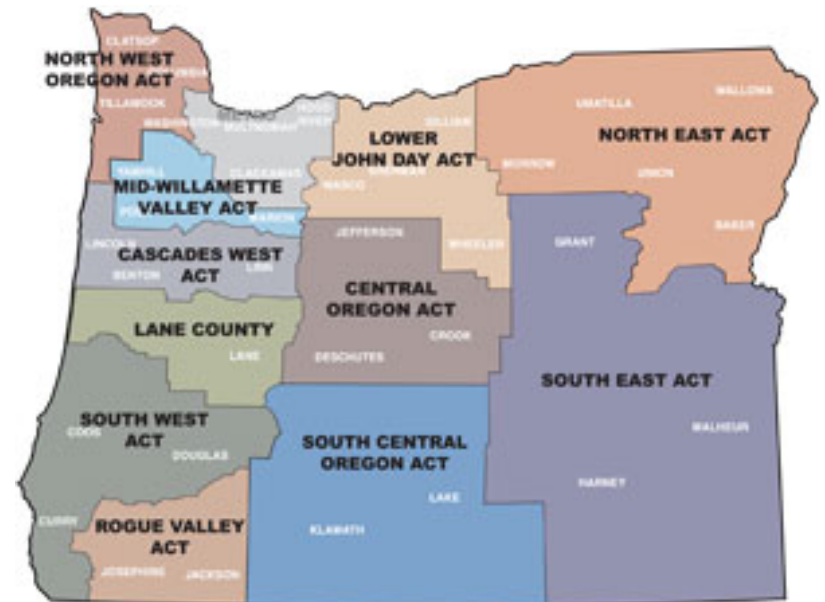 CLATSOP
NORTH WEST
OREGON ACT
TILLAMOOK
WASHINGTON
METRO
MULTNOMAH
HOOD
RIVER
CLACKAMAS
YAMHILL
MID-WILLAMETTE
VALLEY ACT
MARION
LINCOLN
CASCADES WEST
ACT
BENTON
LINN
LANE COUNTY
LANE
SOUTH WEST
ACT
COOS
DOUGLAS
CURRY
ROGUE VALLEY
ACT
JOSEPHINE
JACKSON
GILLIAM
LOWER
JOHN DAY ACT
SHERMAN
WASCO
WHEELER
JEFFERSON
CENTRAL
OREGON ACT
CROOK
DESCHUTES
SOUTH CENTRAL
OREGON ACT
LAKE
KLAMATH
WALLOWA
UMATILLA
NORTH EAST ACT
MORROW
UNION
BAKER
GRANT
SOUTH EAST ACT
MALHEUR
HARNEY